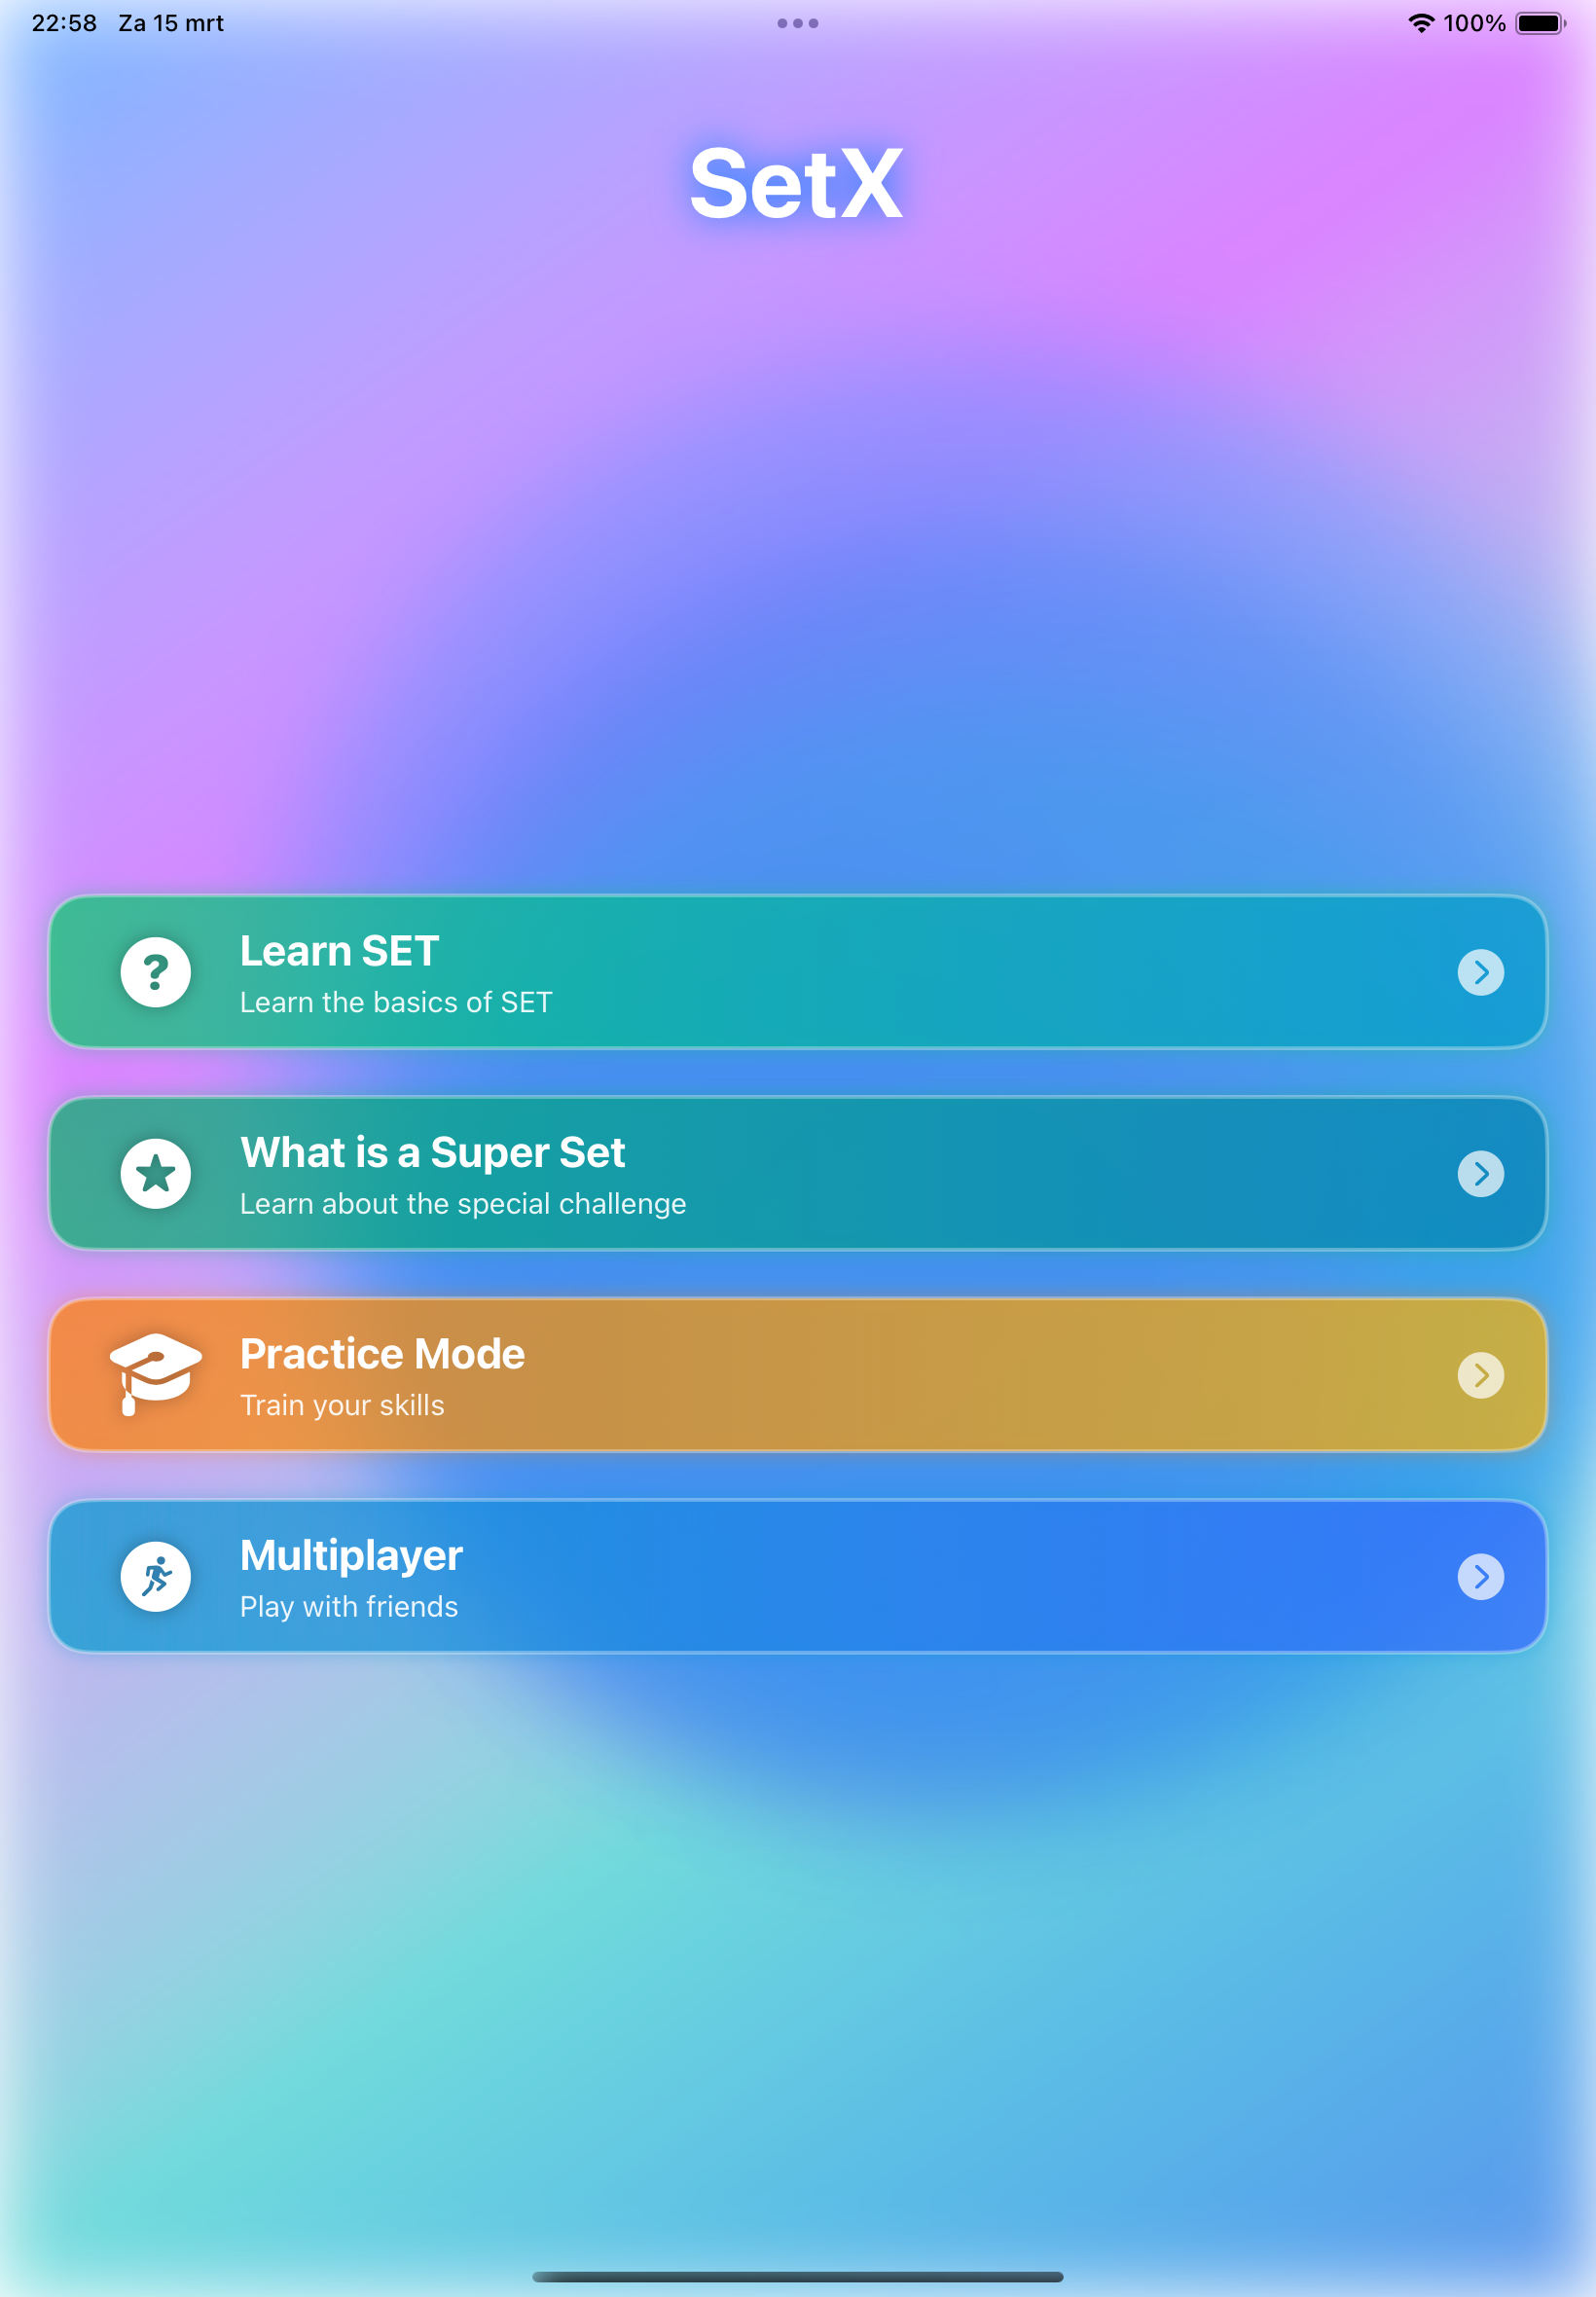 22:58 Za 15 mrt 100%
SetX
Learn SET
Learn the basics of SET
What is a Super Set
Learn about the special challenge
Practice Mode
Train your skills
Multiplayer
Play with friends